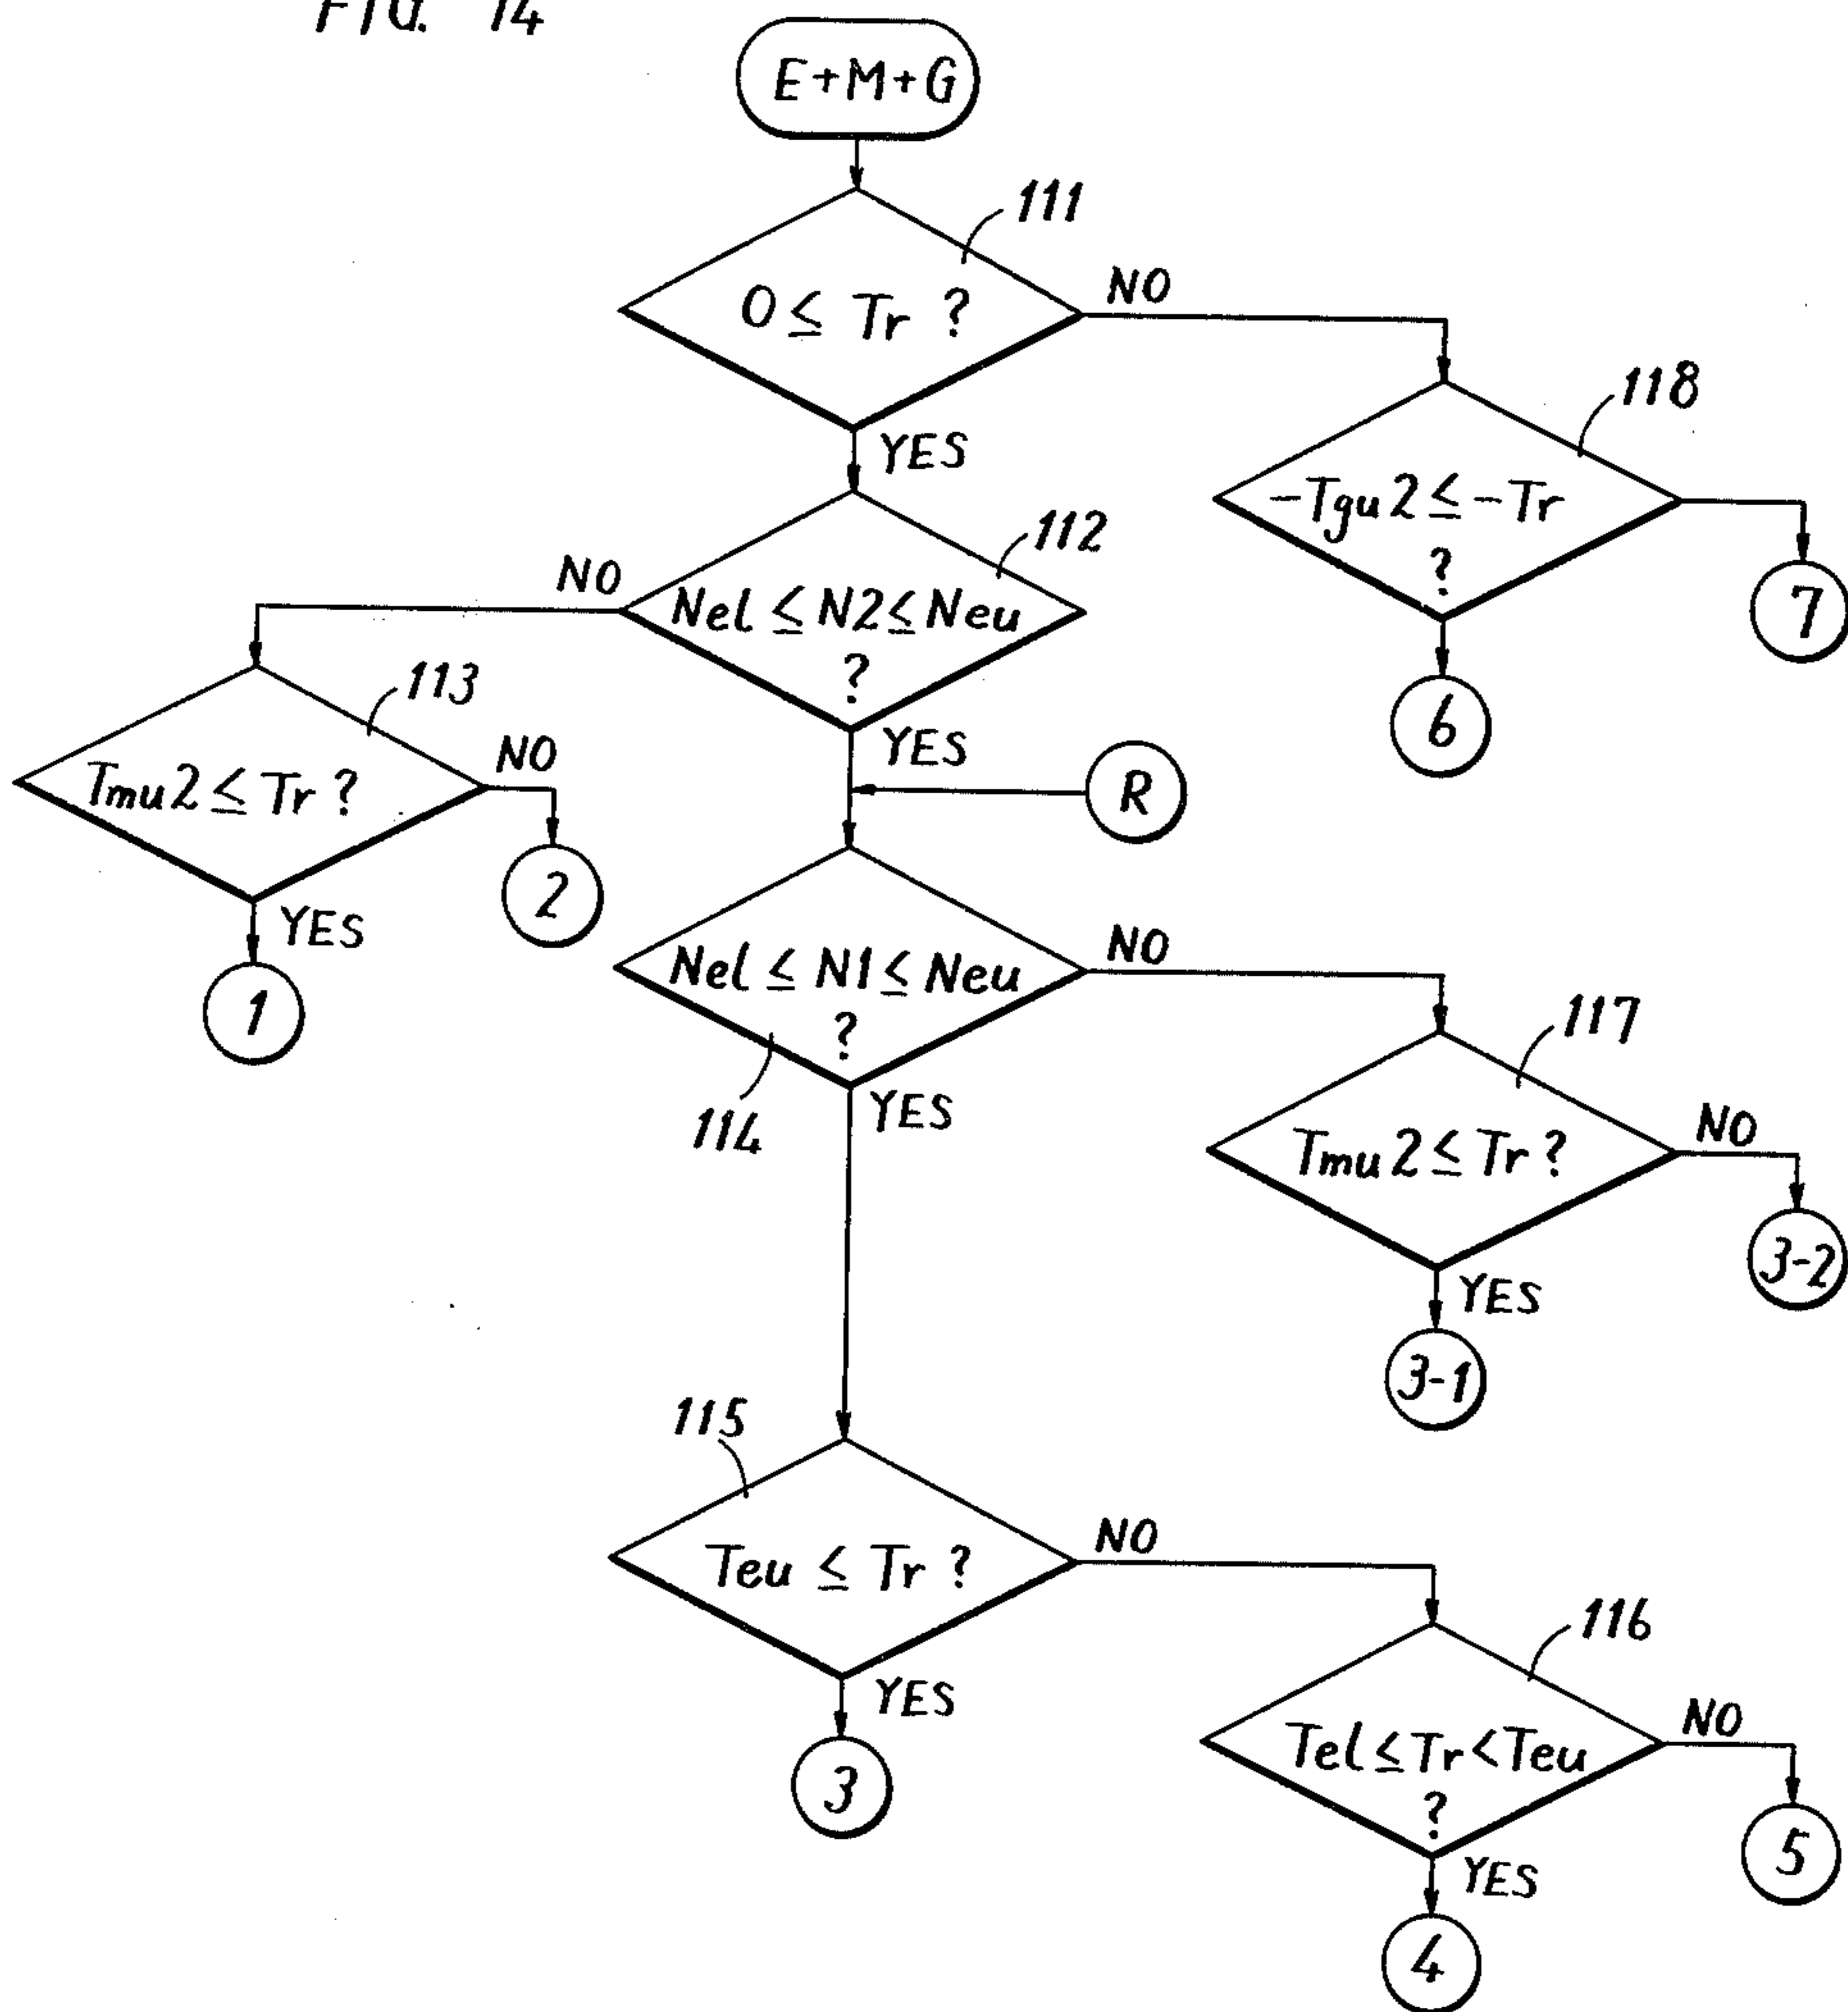 FIG. 14
E+M+G
111
0 ≤ Tr ?
NO
118
YES
-Tgu2 ≤ -Tr
?
112
NO
Nel ≤ N2 ≤ Neu
?
7
6
113
YES
NO
R
Tmu2 ≤ Tr ?
2
YES
1
Nel ≤ N1 ≤ Neu
?
NO
117
114
YES
Tmu2 ≤ Tr ?
NO
3-2
YES
3-1
115
Teu ≤ Tr ?
NO
116
YES
3
Tel ≤ Tr < Teu
?
NO
5
YES
4